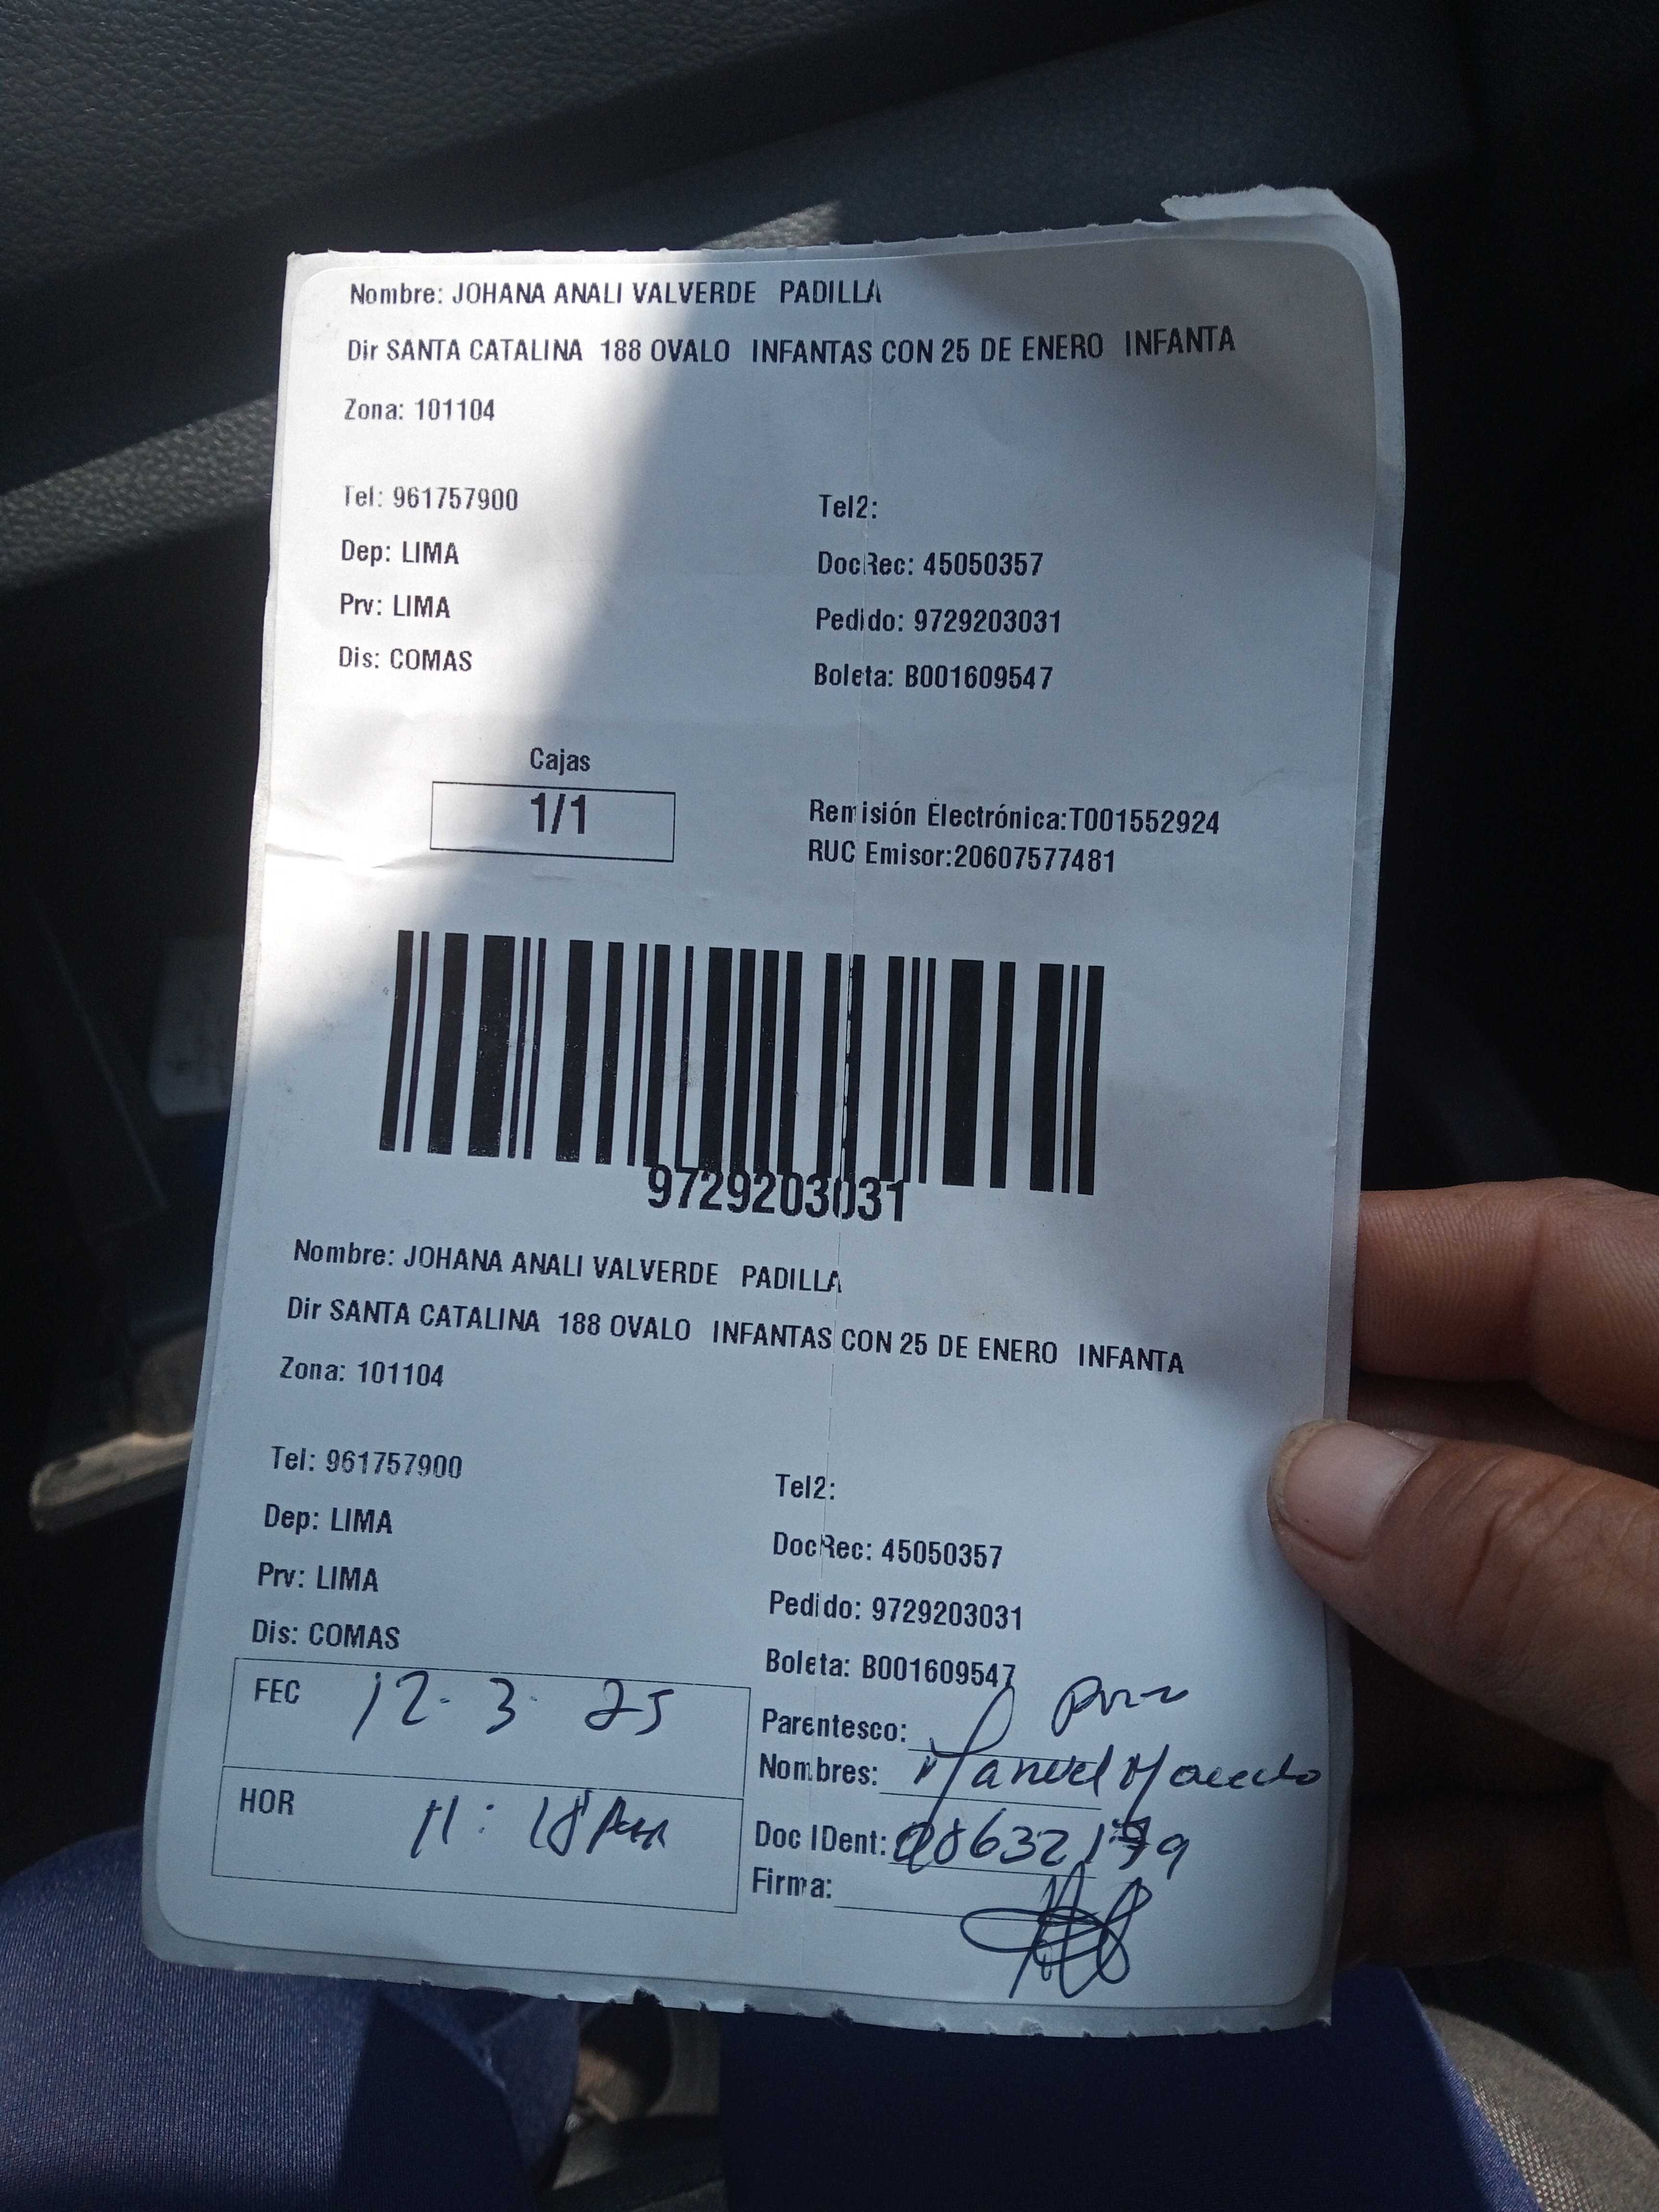 Nombre: JOHANA ANALI VALVERDE PADILLA
Dir SANTA CATALINA 188 OVALO INFANTAS CON 25 DE ENERO INFANTA
Zona: 101104
Tel: 961757900 Tel2:
Dep: LIMA DocRec: 45050357
Prv: LIMA Pedido: 9729203031
Dis: COMAS Boleta: B001609547
Cajas
1/1
Remisión Electrónica:T001552924
RUC Emisor:20607577481
9729203031
Nombre: JOHANA ANALI VALVERDE PADILLA
Dir SANTA CATALINA 188 OVALO INFANTAS CON 25 DE ENERO INFANTA
Zona: 101104
Tel: 961757900 Tel2:
Dep: LIMA DocRec: 45050357
Prv: LIMA Pedido: 9729203031
Dis: COMAS Boleta: B001609547
FEC 12-3-25
Parentesco:
Nombres: Manuel Macedo
HOR 11:18
Doc IDent:
Firma: